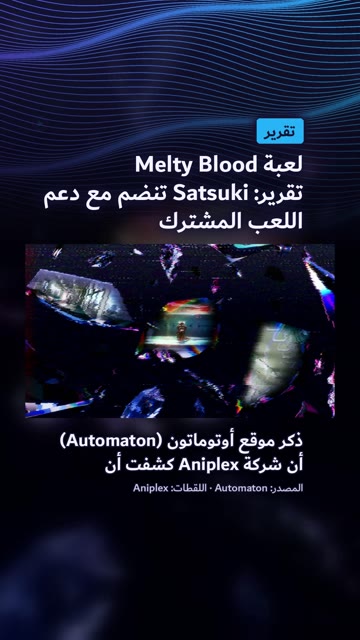 تقرير
لعبة Melty Blood
تقرير: Satsuki تنضم مع دعم
اللعب المشترك
ذكر موقع أوتوماتون (Automaton)
أن شركة Aniplex كشفت أن
المصدر: Automaton · اللقطات: Aniplex